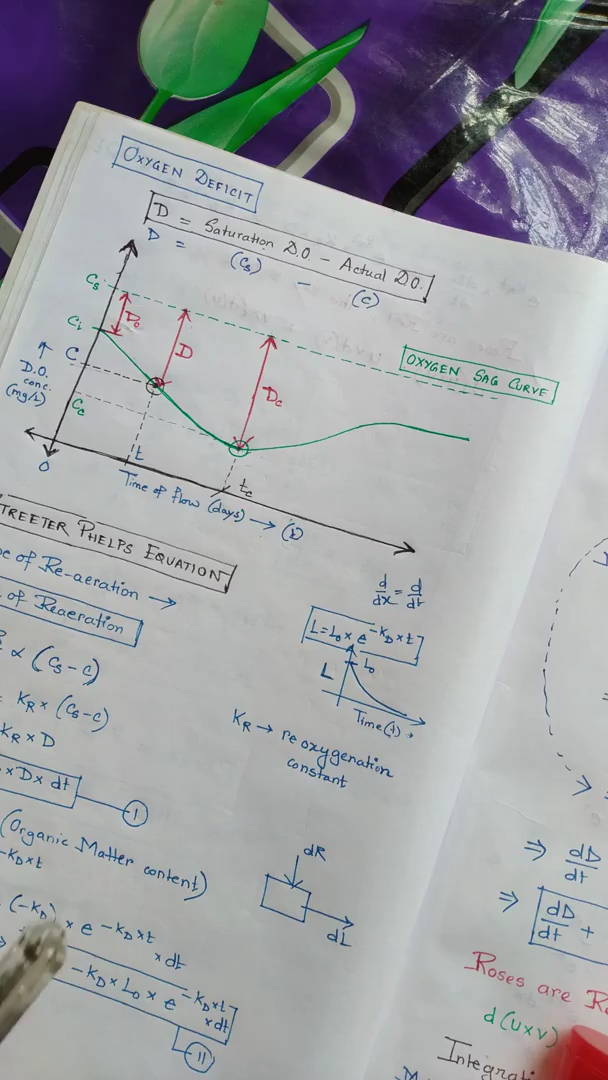 OXYGEN DEFICIT
D = Saturation D.O. - Actual D.O.
D = (Cs) - (C)
Cs
Ci
C
Cc
D.O.
conc.
(mg/L)
Do
D
Dc
OXYGEN SAG CURVE
O
t
tc
Time of flow (days) → (t)
TREETER PHELPS EQUATION
of Re-aeration →
of Reaeration
∝ (Cs-C)
= KR × (Cs-C)
KR × D
× D × dt
I
(Organic Matter content)
-KD×t
(-KD) × e -KD×t × dt
-KD × Lo × e -KD×t × dt
II
d/dx = d/dt
L = Lo × e -KD × t
Lo
L
Time(t) →
KR → reoxygenation
constant
dR
dL
⇒ dD/dt
⇒ dD/dt +
Roses are R
d(U×V)
Integrati